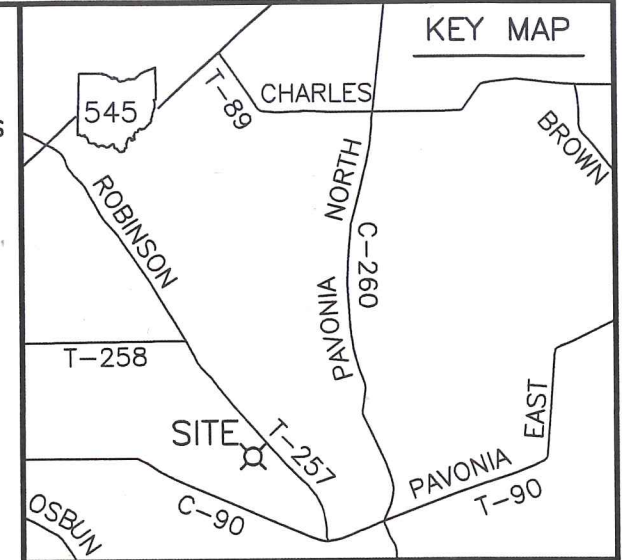 KEY MAP
S
545
T-89
CHARLES
BROWN
ROBINSON
PAVONIA NORTH
C-260
T-258
SITE
T-257
EAST
PAVONIA
T-90
C-90
OSBUN